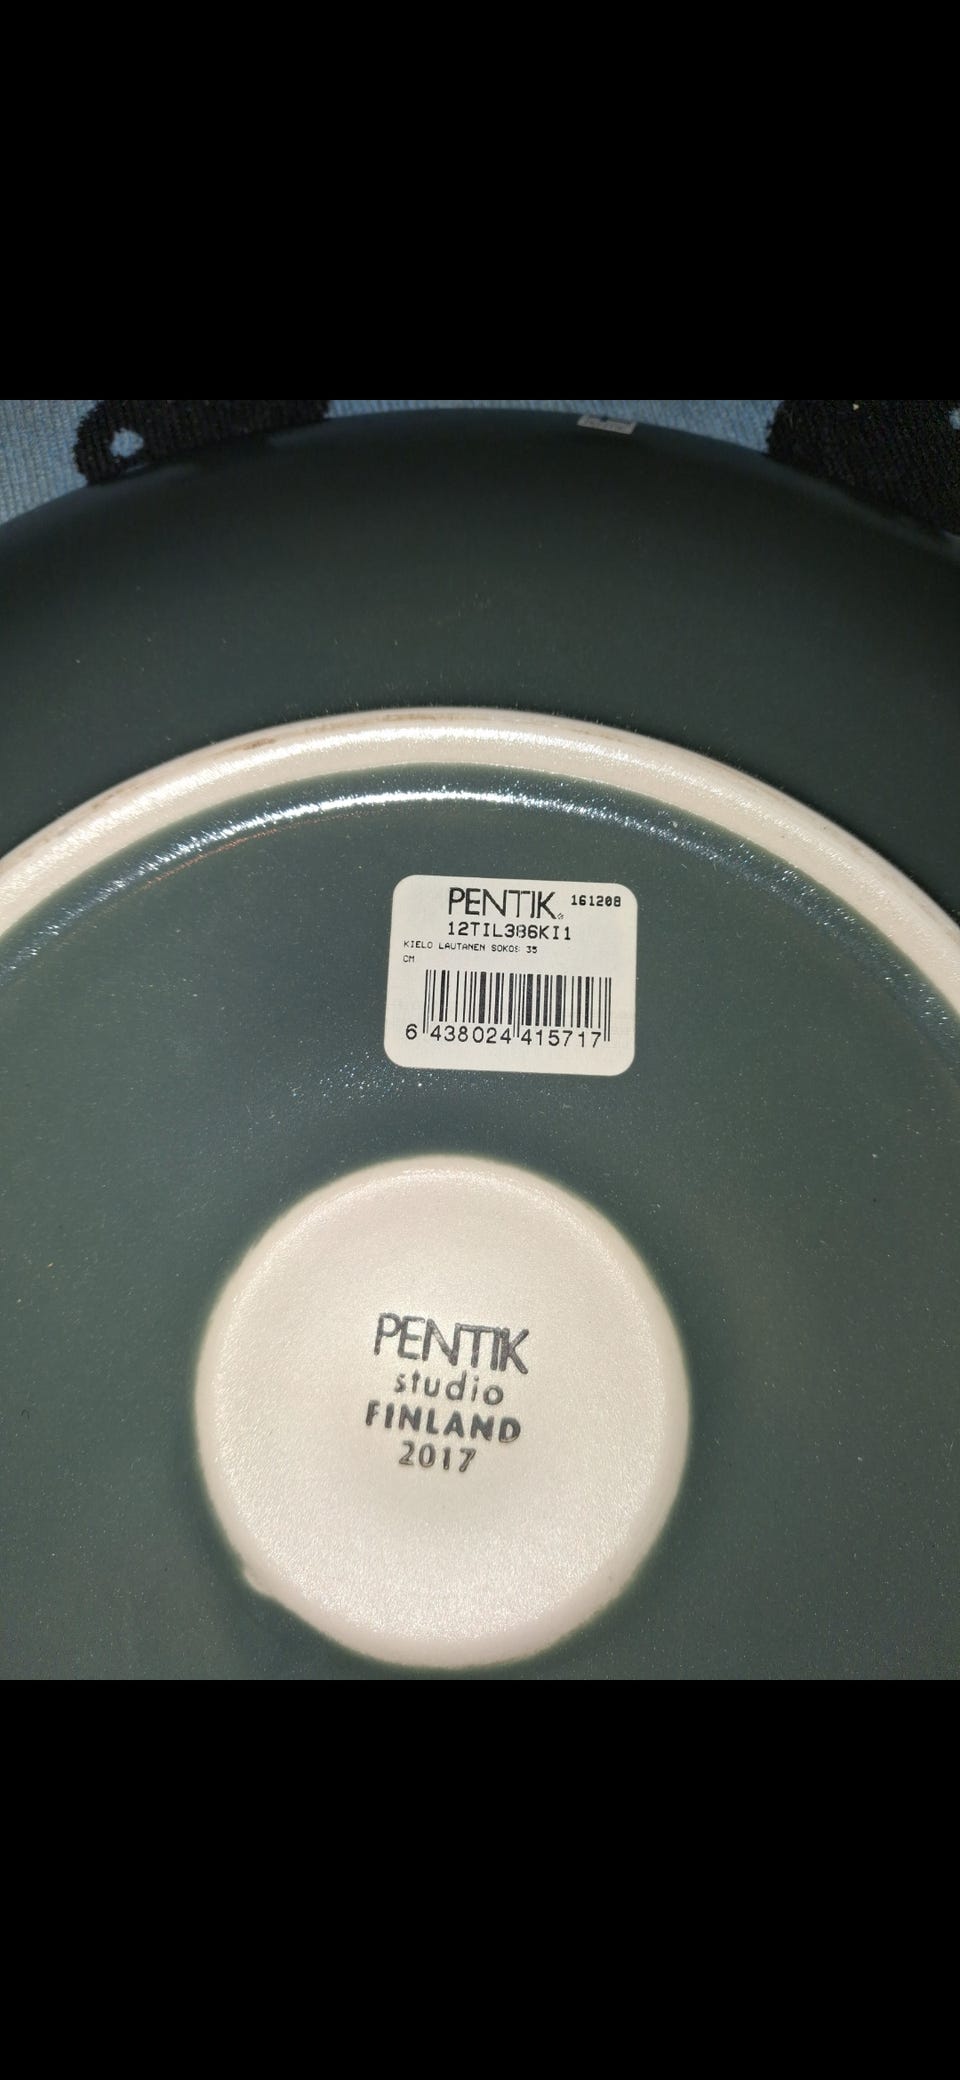 PENTIK® 161208
12TIL386KI1
KIELO LAUTANEN SOKOS 35
CM
6 438024 415717
PENTIK
studio
FINLAND
2017